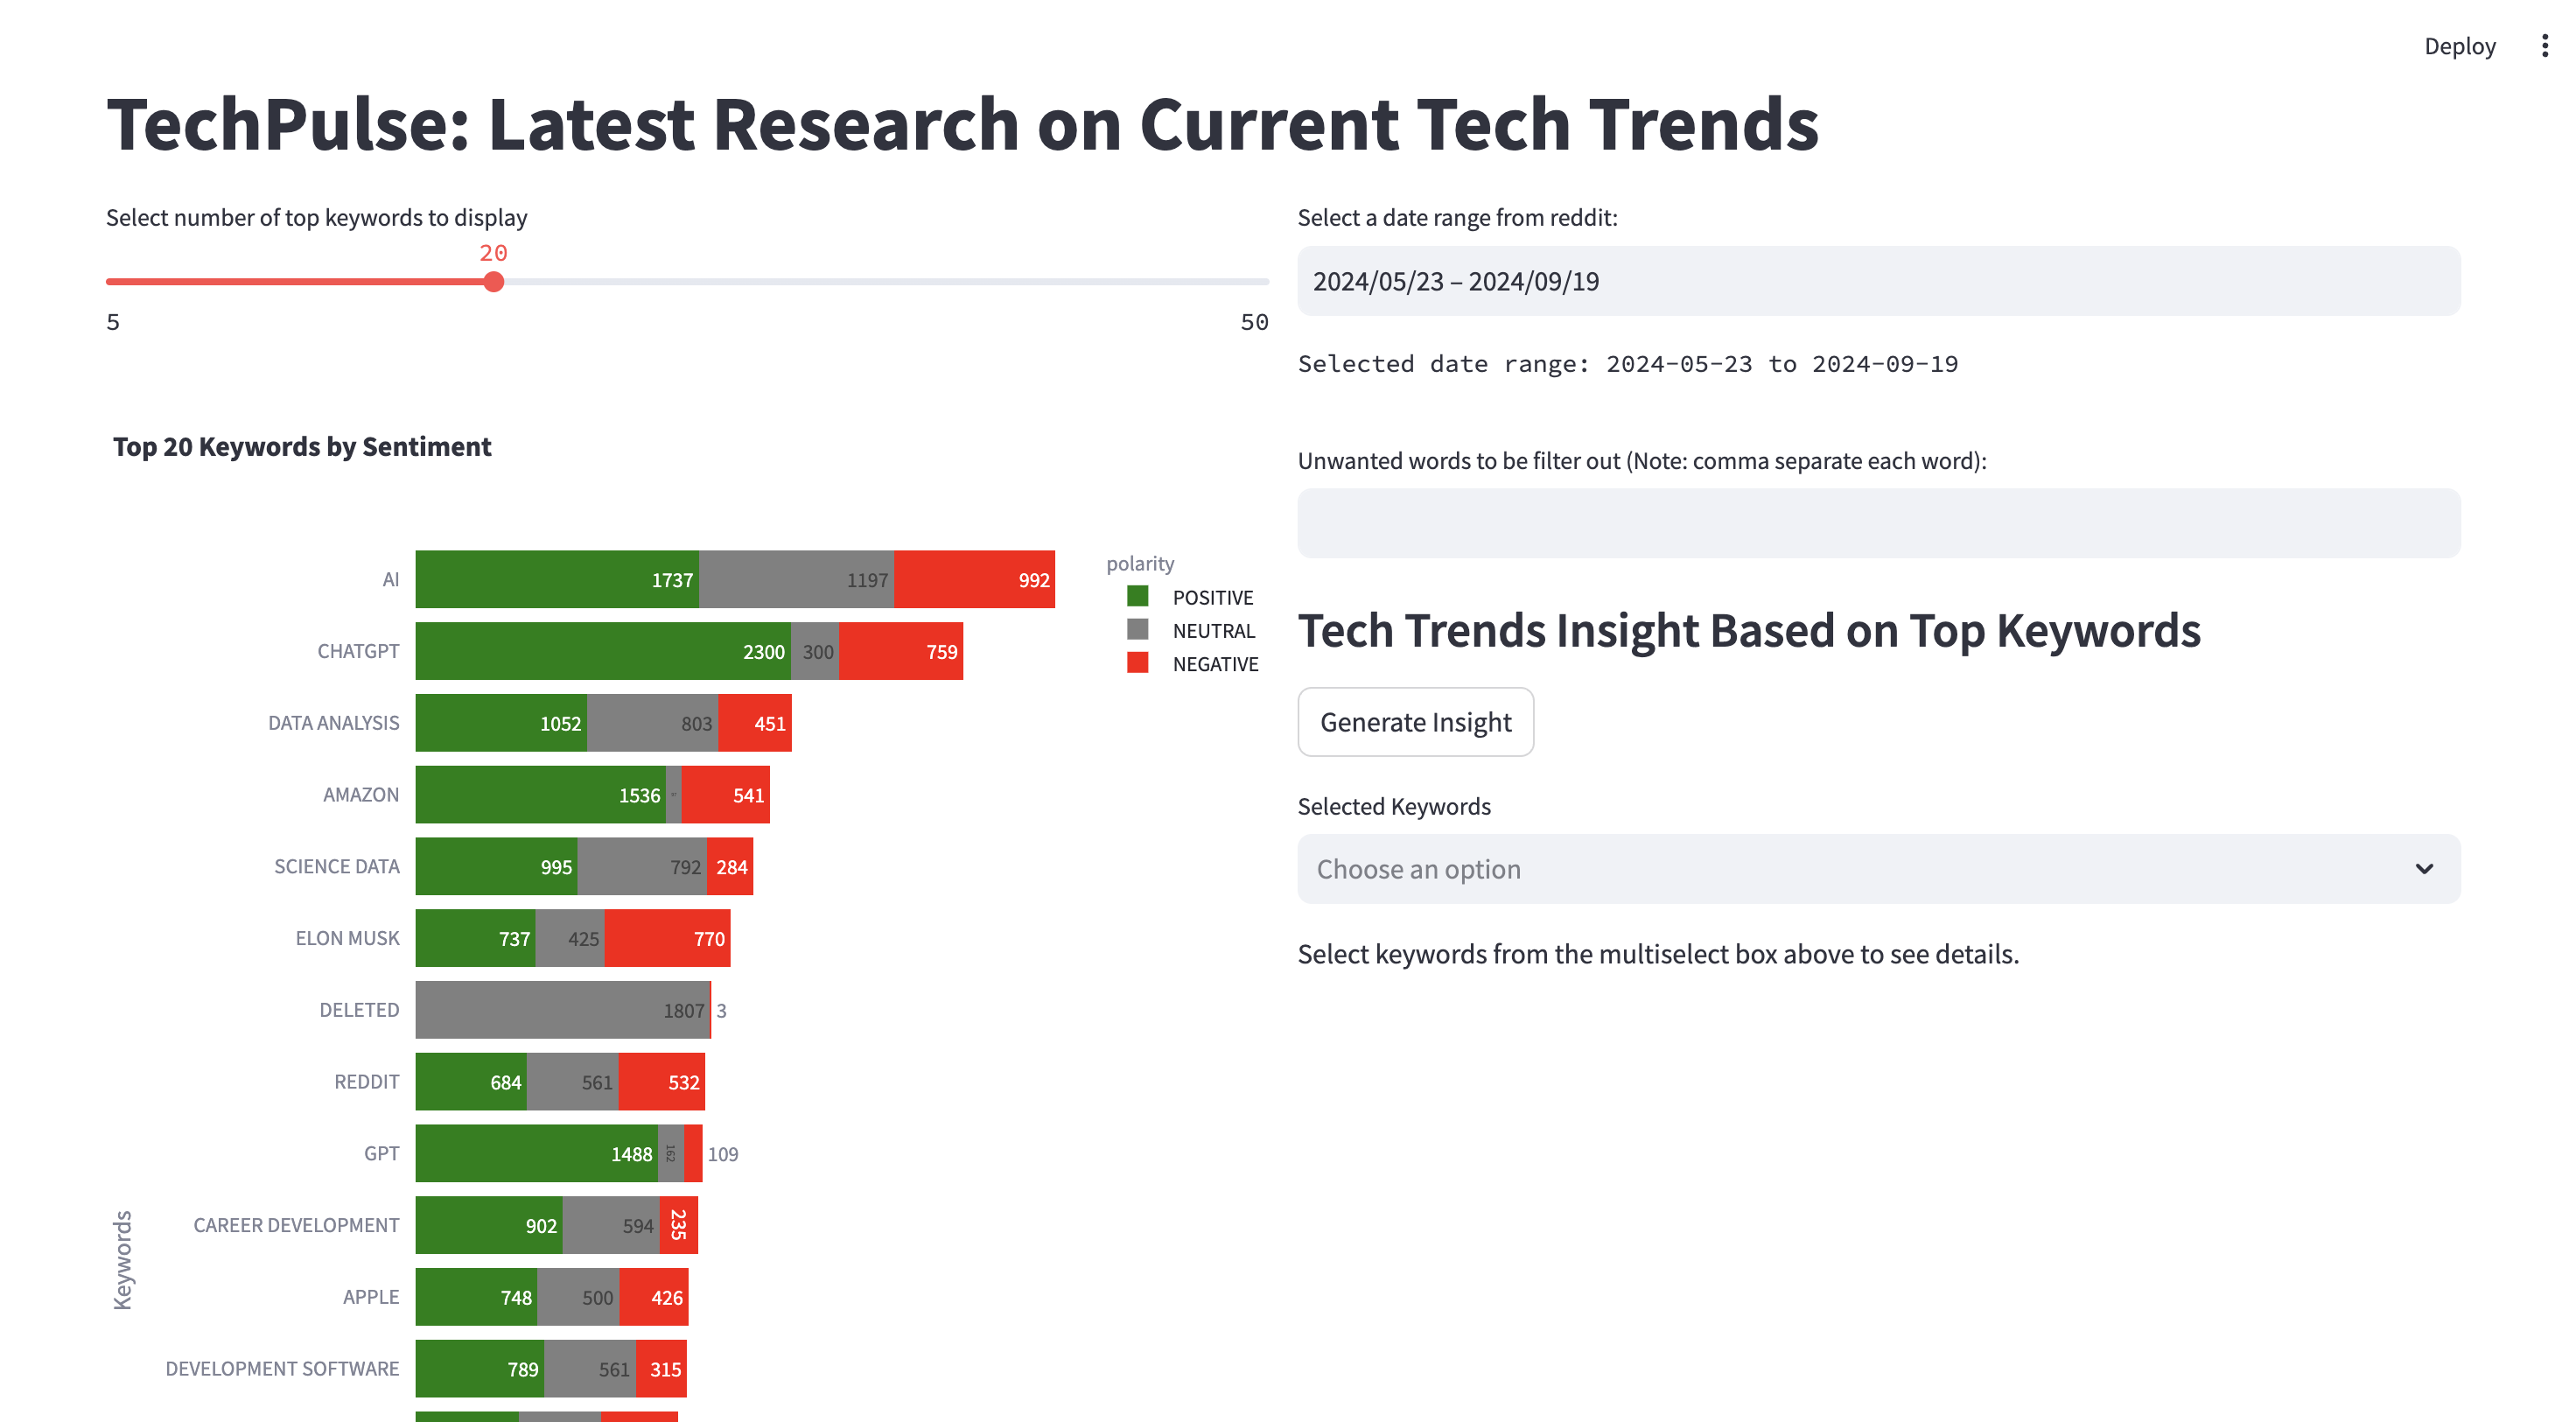 Deploy
TechPulse: Latest Research on Current Tech Trends
Select number of top keywords to display
20
5
50
Top 20 Keywords by Sentiment
AI
1737
1197
992
CHATGPT
2300
300
759
DATA ANALYSIS
1052
803
451
AMAZON
1536
541
SCIENCE DATA
995
792
284
ELON MUSK
737
425
770
DELETED
1807
3
REDDIT
684
561
532
GPT
1488
162
109
CAREER DEVELOPMENT
902
594
235
APPLE
748
500
426
DEVELOPMENT SOFTWARE
789
561
315
Keywords
polarity
POSITIVE
NEUTRAL
NEGATIVE
Select a date range from reddit:
2024/05/23 – 2024/09/19
Selected date range: 2024-05-23 to 2024-09-19
Unwanted words to be filter out (Note: comma separate each word):
Tech Trends Insight Based on Top Keywords
Generate Insight
Selected Keywords
Choose an option
Select keywords from the multiselect box above to see details.